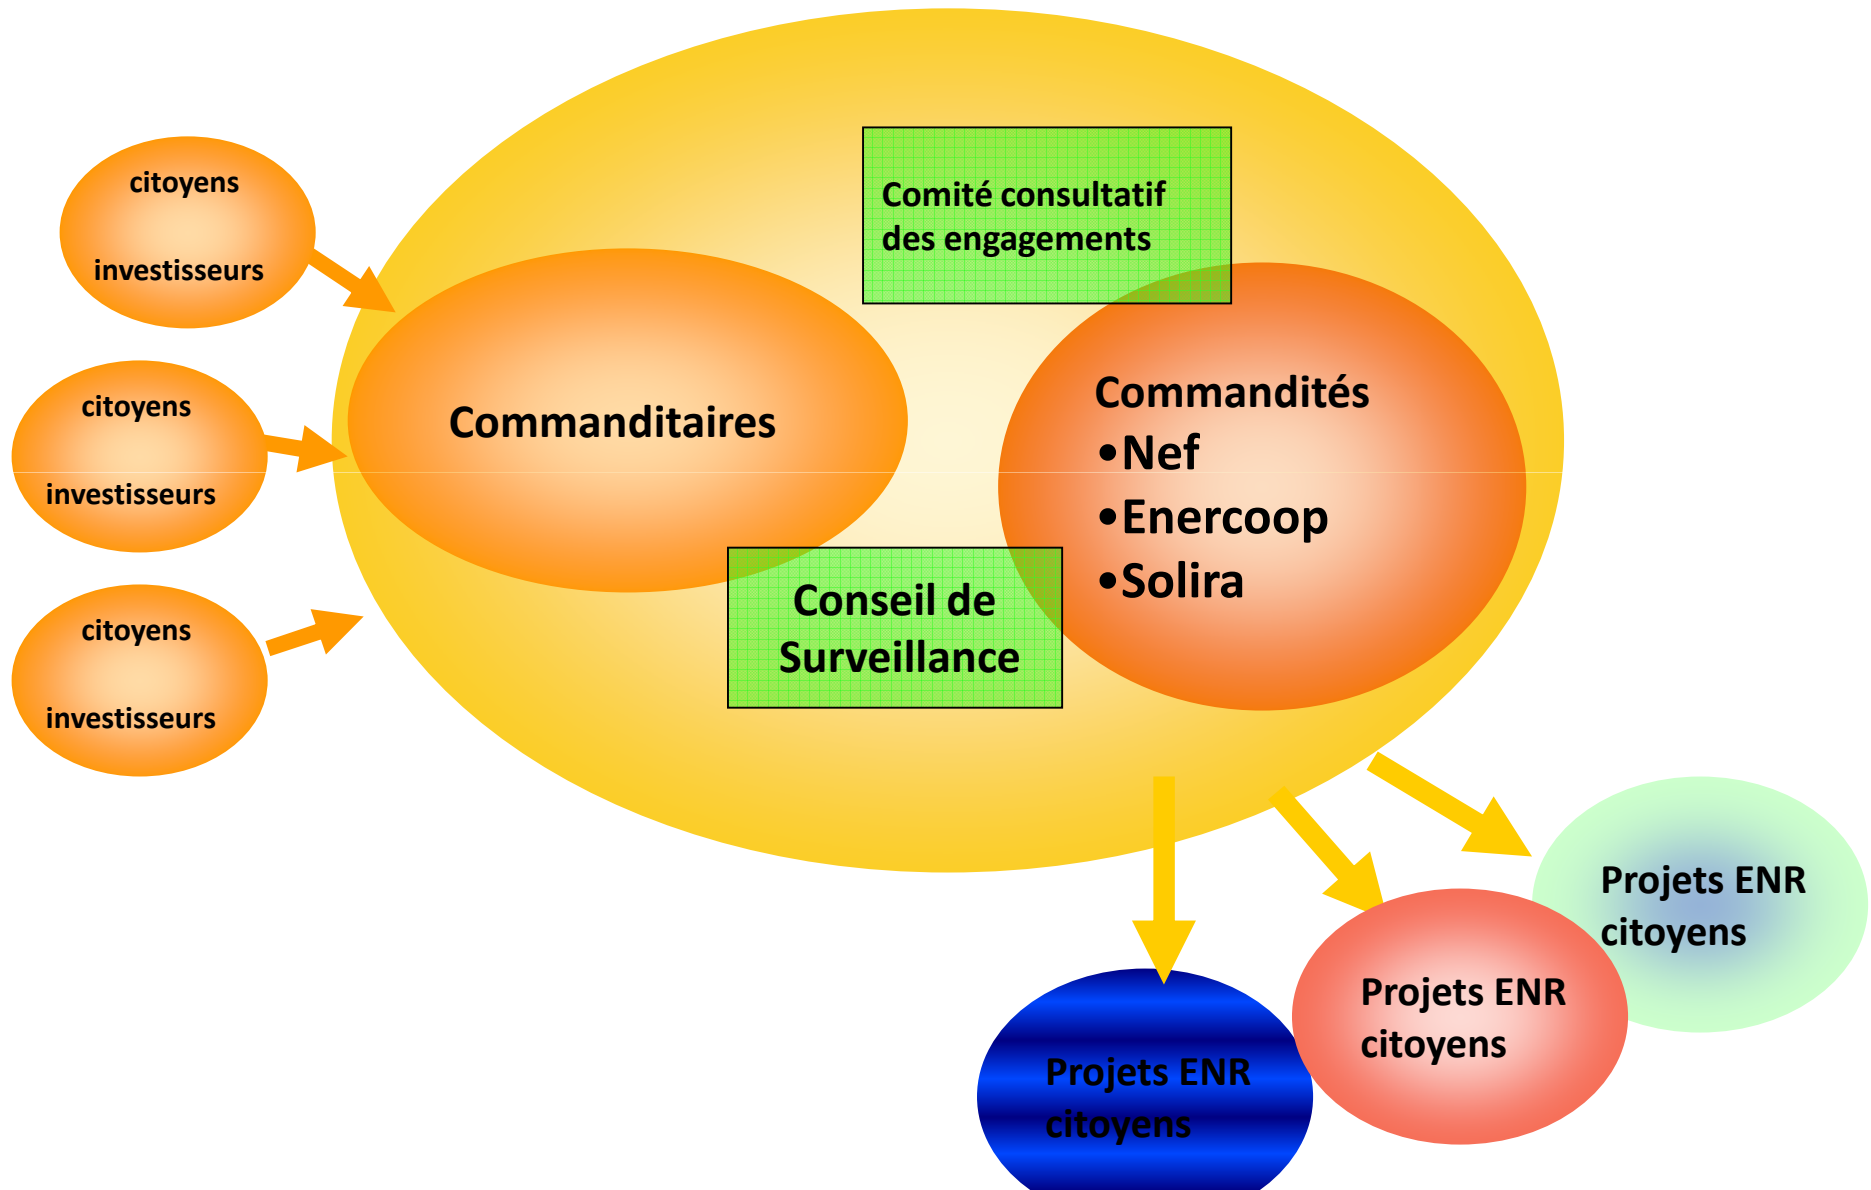 citoyens
investisseurs
citoyens
investisseurs
citoyens
investisseurs
Commanditaires
Comité consultatif
des engagements
Commandités
•Nef
•Enercoop
•Solira
Conseil de
Surveillance
Projets ENR
citoyens
Projets ENR
citoyens
Projets ENR
citoyens